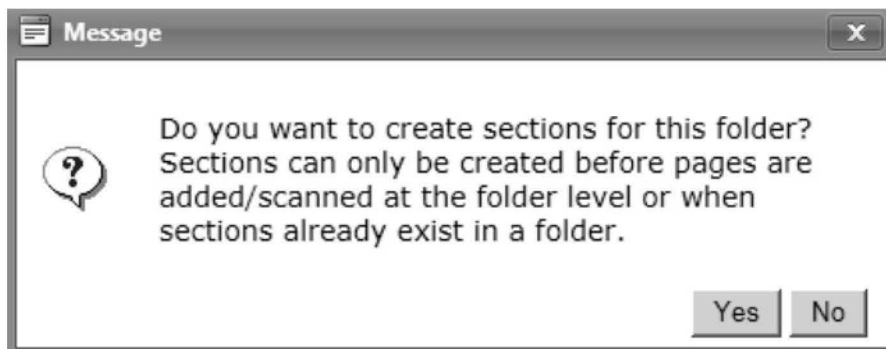 Message
x
Do you want to create sections for this folder?
Sections can only be created before pages are
added/scanned at the folder level or when
sections already exist in a folder.
Yes No